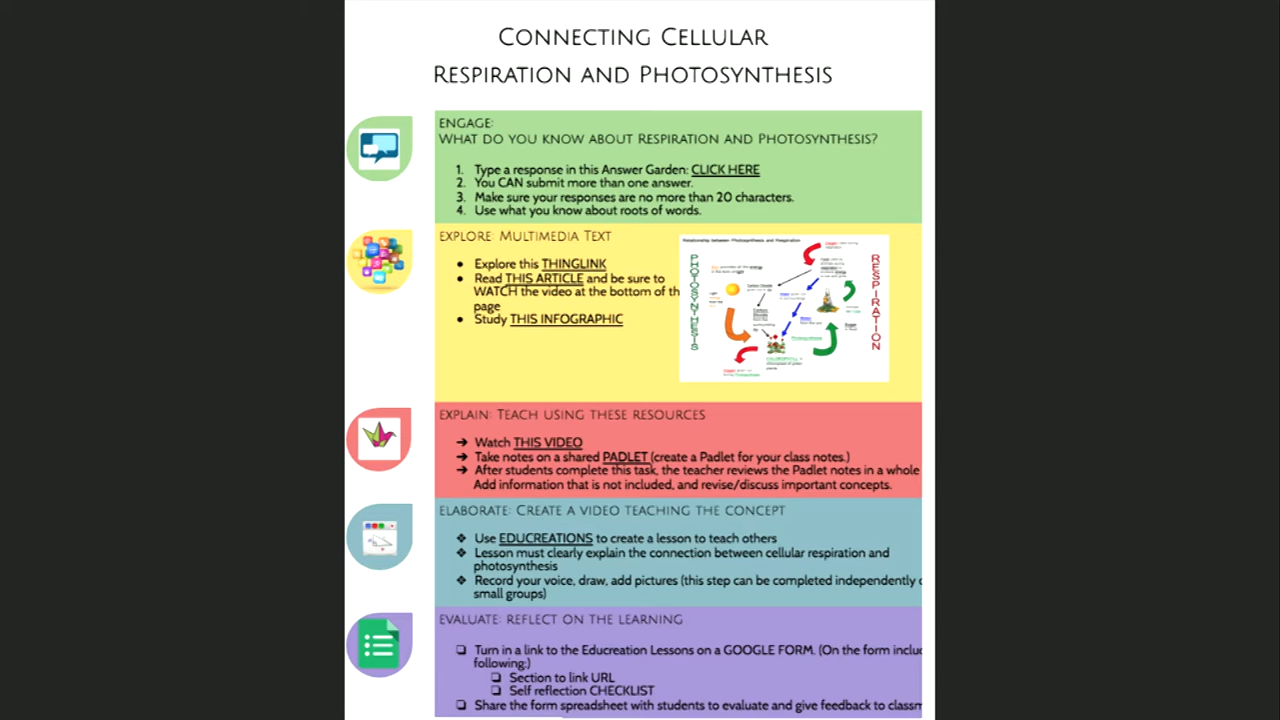 CONNECTING CELLULAR
RESPIRATION AND PHOTOSYNTHESIS
ENGAGE:
WHAT DO YOU KNOW ABOUT RESPIRATION AND PHOTOSYNTHESIS?
1. Type a response in this Answer Garden: CLICK HERE
2. You CAN submit more than one answer.
3. Make sure your responses are no more than 20 characters.
4. Use what you know about roots of words.
EXPLORE: MULTIMEDIA TEXT
● Explore this THINGLINK
● Read THIS ARTICLE and be sure to
WATCH the video at the bottom of th
page
● Study THIS INFOGRAPHIC
Relationship between Photosynthesis and Respiration
PHOTOSYNTHESIS
RESPIRATION
Carbon Dioxide
Carbon
Dioxide
Water
Photosynthesis
Sugar
EXPLAIN: TEACH USING THESE RESOURCES
➔ Watch THIS VIDEO
➔ Take notes on a shared PADLET (create a Padlet for your class notes.)
➔ After students complete this task, the teacher reviews the Padlet notes in a whole
Add information that is not included, and revise/discuss important concepts.
ELABORATE: CREATE A VIDEO TEACHING THE CONCEPT
❖ Use EDUCREATIONS to create a lesson to teach others
❖ Lesson must clearly explain the connection between cellular respiration and
photosynthesis
❖ Record your voice, draw, add pictures (this step can be completed independently
small groups)
EVALUATE: REFLECT ON THE LEARNING
❏ Turn in a link to the Educreation Lessons on a GOOGLE FORM. (On the form includ
following:)
❏ Section to link URL
❏ Self reflection CHECKLIST
❏ Share the form spreadsheet with students to evaluate and give feedback to classm